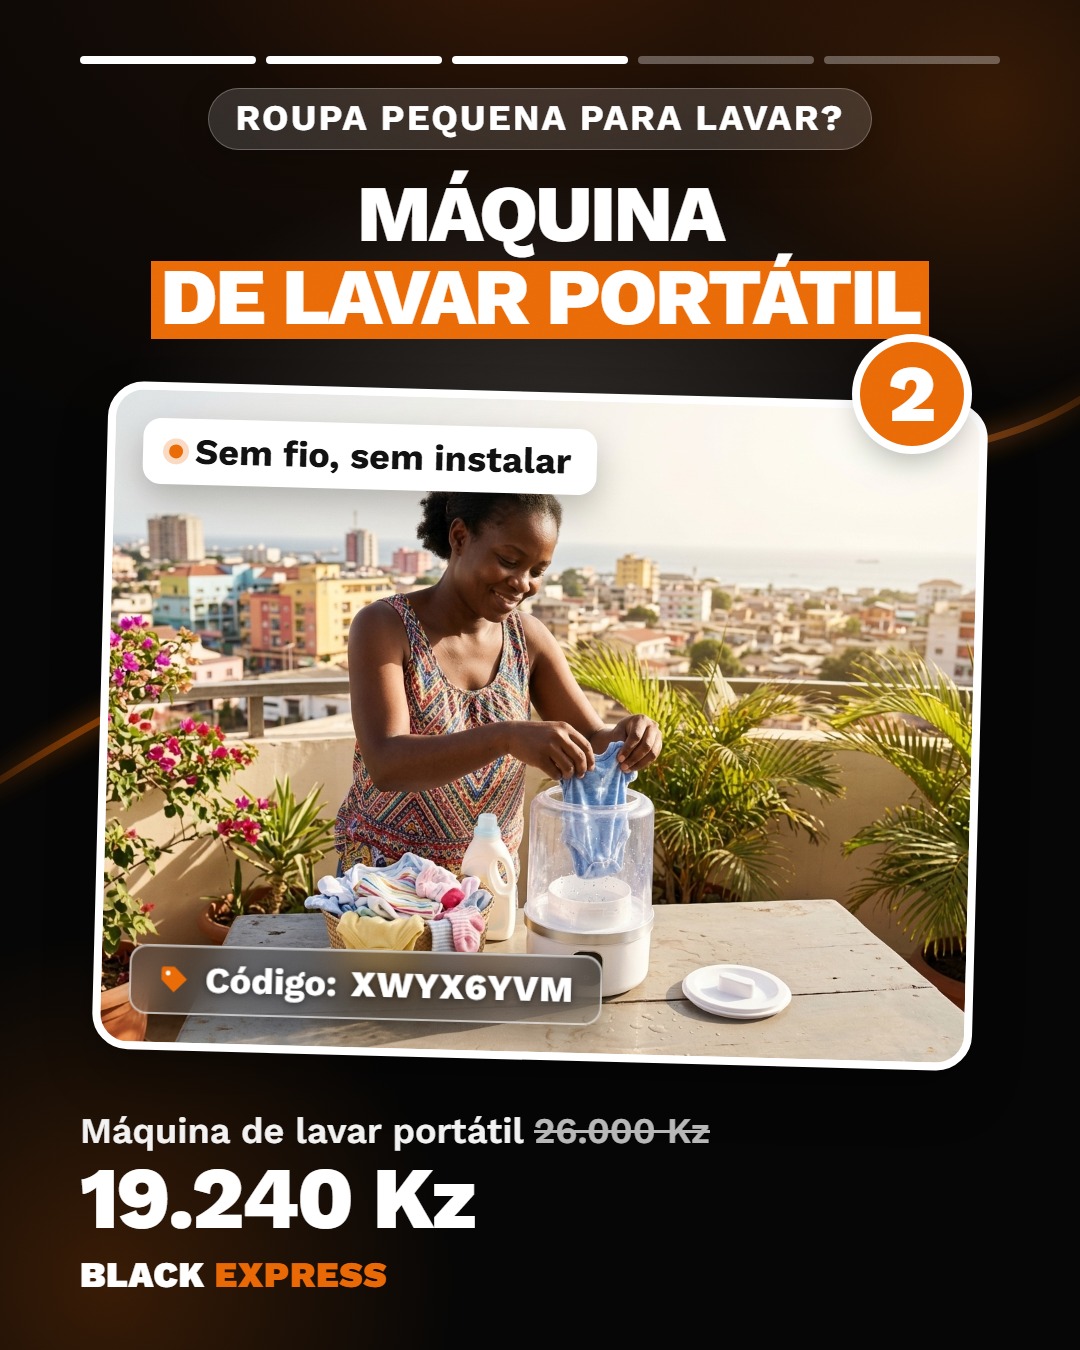 ROUPA PEQUENA PARA LAVAR?
MÁQUINA
DE LAVAR PORTÁTIL
2
Sem fio, sem instalar
Código: XWYX6YVM
Máquina de lavar portátil 26.000 Kz
19.240 Kz
BLACK EXPRESS